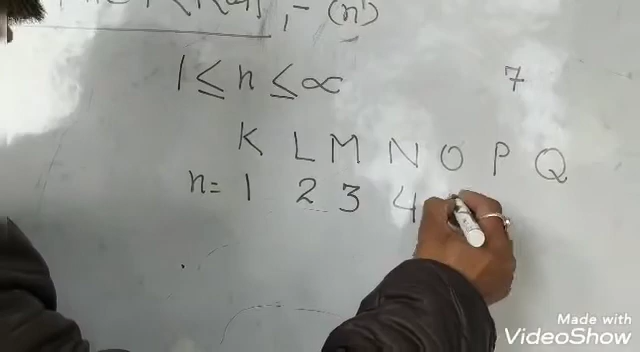 (n)
1 ≤ n ≤ ∞
7
K L M N O P Q
n= 1 2 3 4
Made with
VideoShow